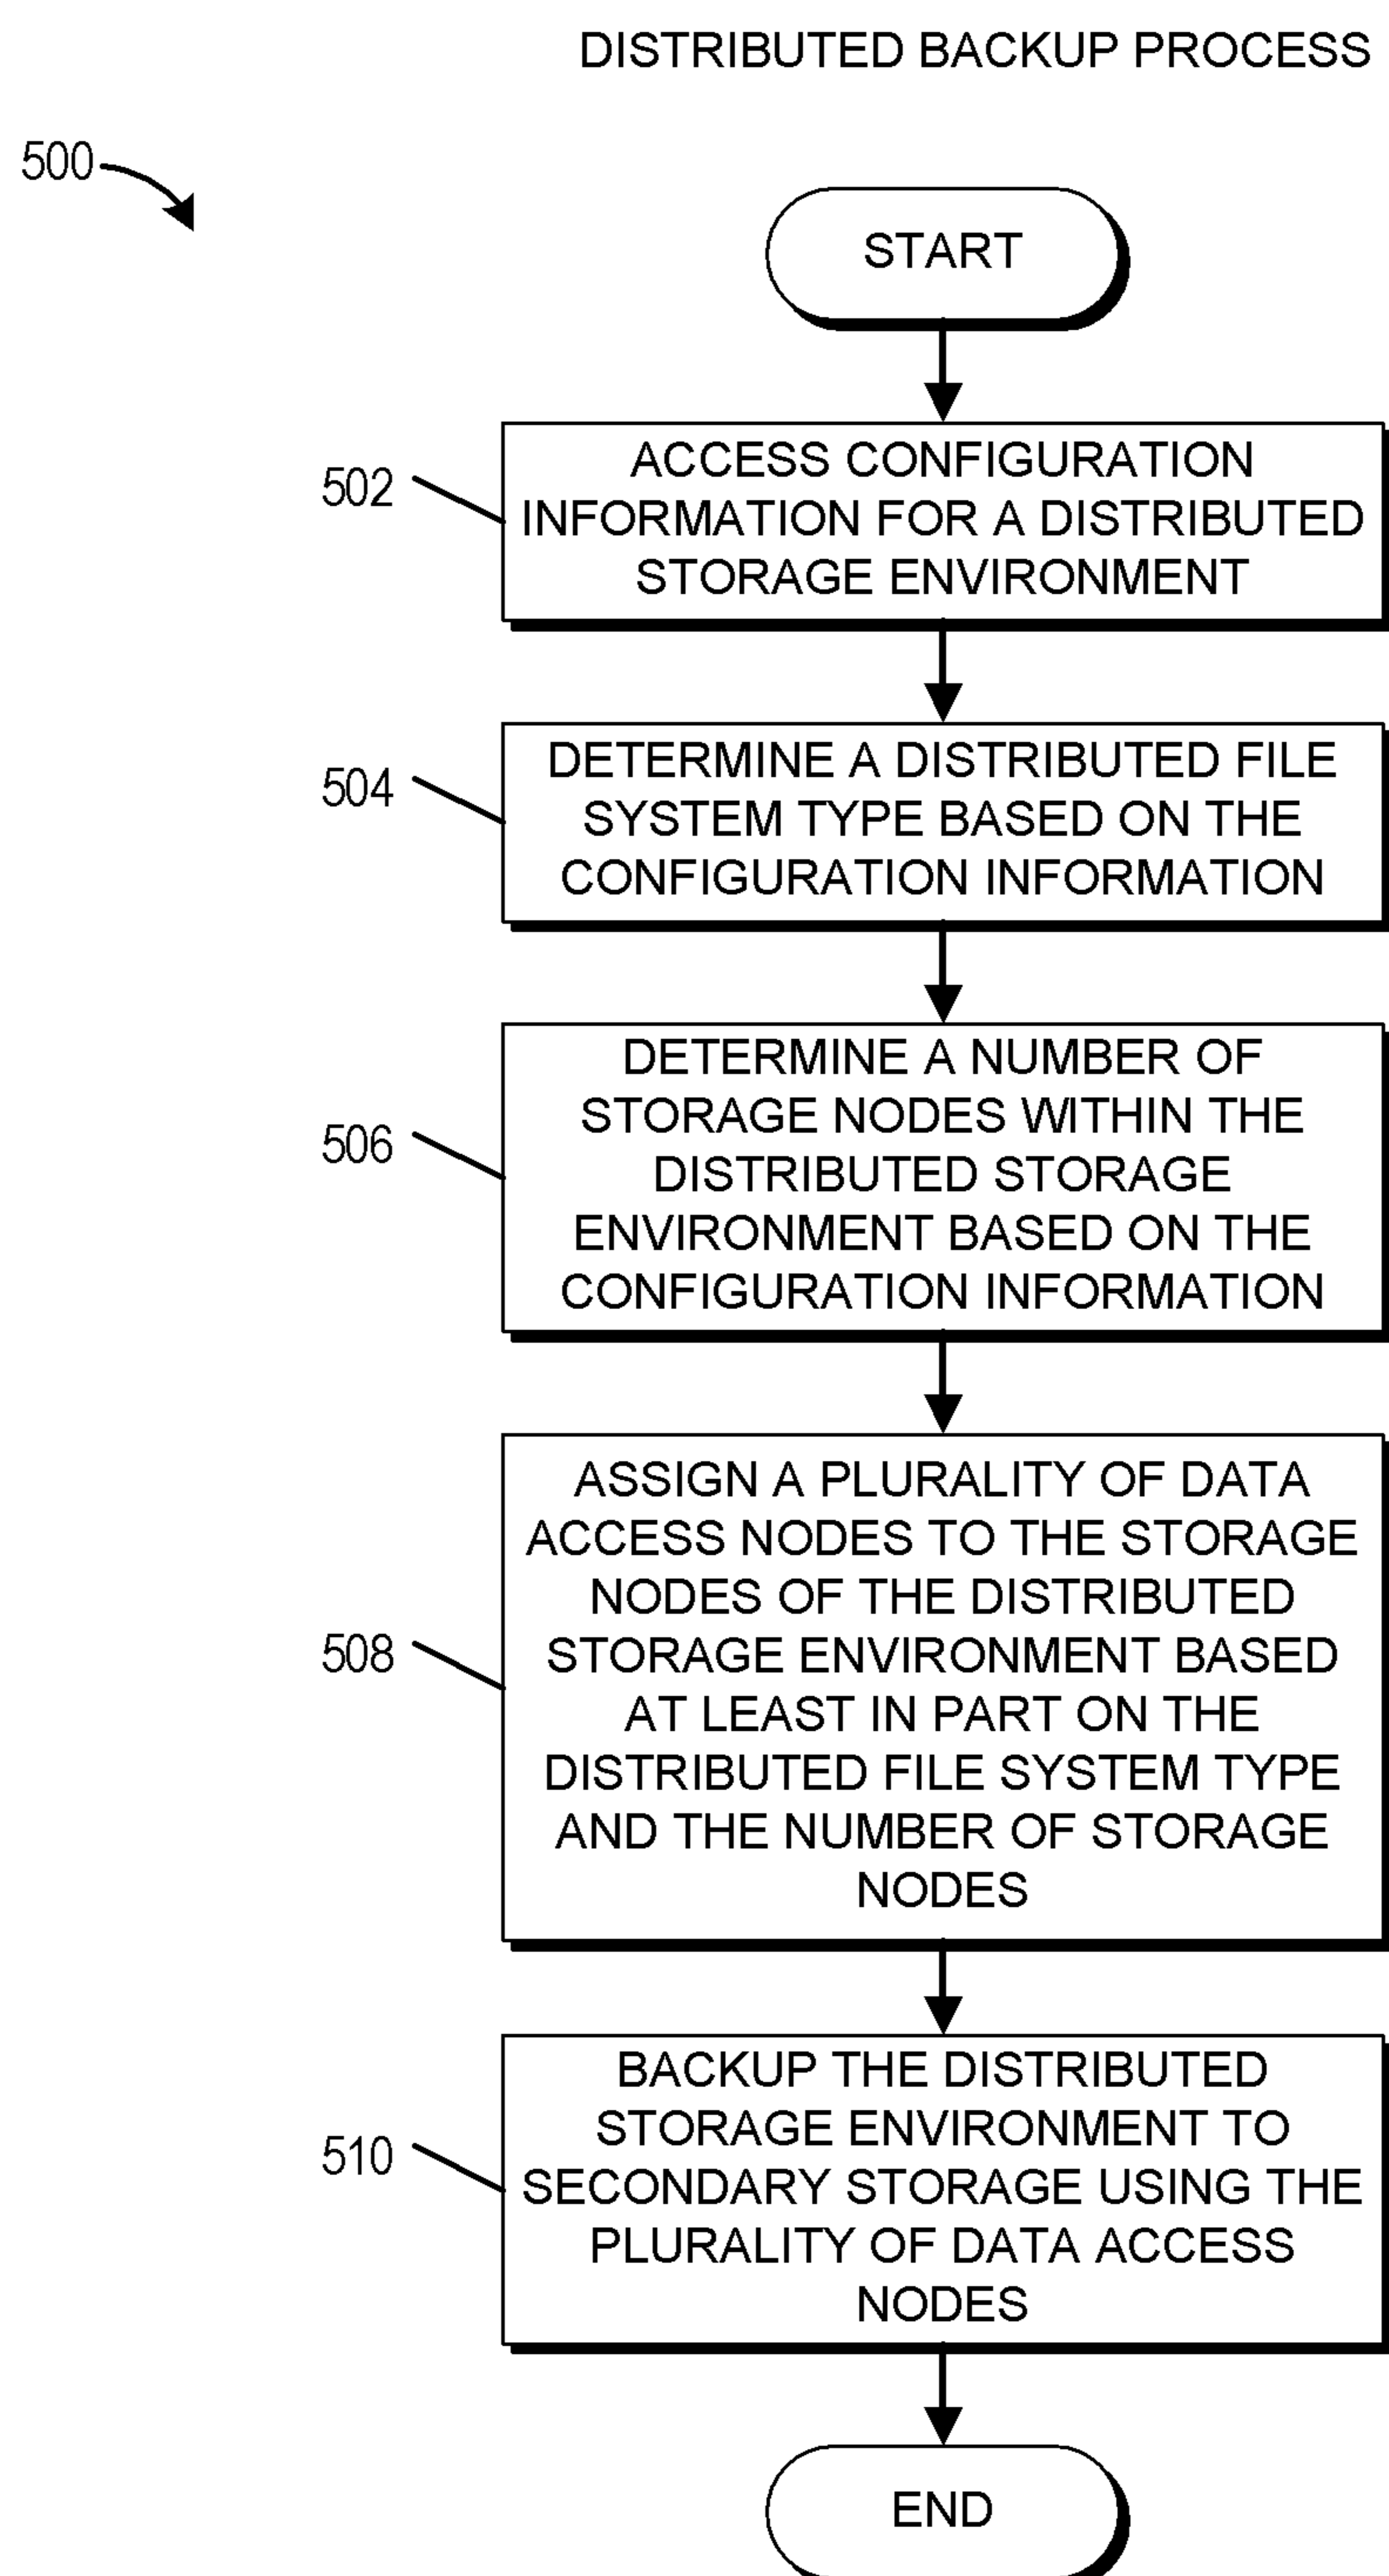 DISTRIBUTED BACKUP PROCESS
500
START
502
ACCESS CONFIGURATION
INFORMATION FOR A DISTRIBUTED
STORAGE ENVIRONMENT
504
DETERMINE A DISTRIBUTED FILE
SYSTEM TYPE BASED ON THE
CONFIGURATION INFORMATION
506
DETERMINE A NUMBER OF
STORAGE NODES WITHIN THE
DISTRIBUTED STORAGE
ENVIRONMENT BASED ON THE
CONFIGURATION INFORMATION
508
ASSIGN A PLURALITY OF DATA
ACCESS NODES TO THE STORAGE
NODES OF THE DISTRIBUTED
STORAGE ENVIRONMENT BASED
AT LEAST IN PART ON THE
DISTRIBUTED FILE SYSTEM TYPE
AND THE NUMBER OF STORAGE
NODES
510
BACKUP THE DISTRIBUTED
STORAGE ENVIRONMENT TO
SECONDARY STORAGE USING THE
PLURALITY OF DATA ACCESS
NODES
END